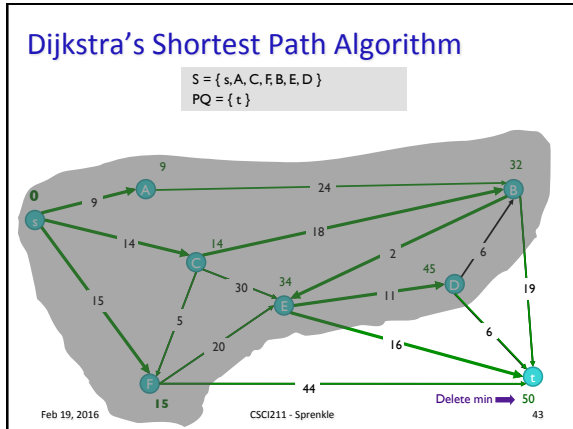 Dijkstra's Shortest Path Algorithm
S = { s, A, C, F, B, E, D }
PQ = { t }
9
32
0
A
24
B
9
s
18
14
14
C
2
45
6
34
30
D
19
15
E
11
5
6
20
16
F
44
t
15
Delete min
50
Feb 19, 2016
CSCI211 - Sprenkle
43